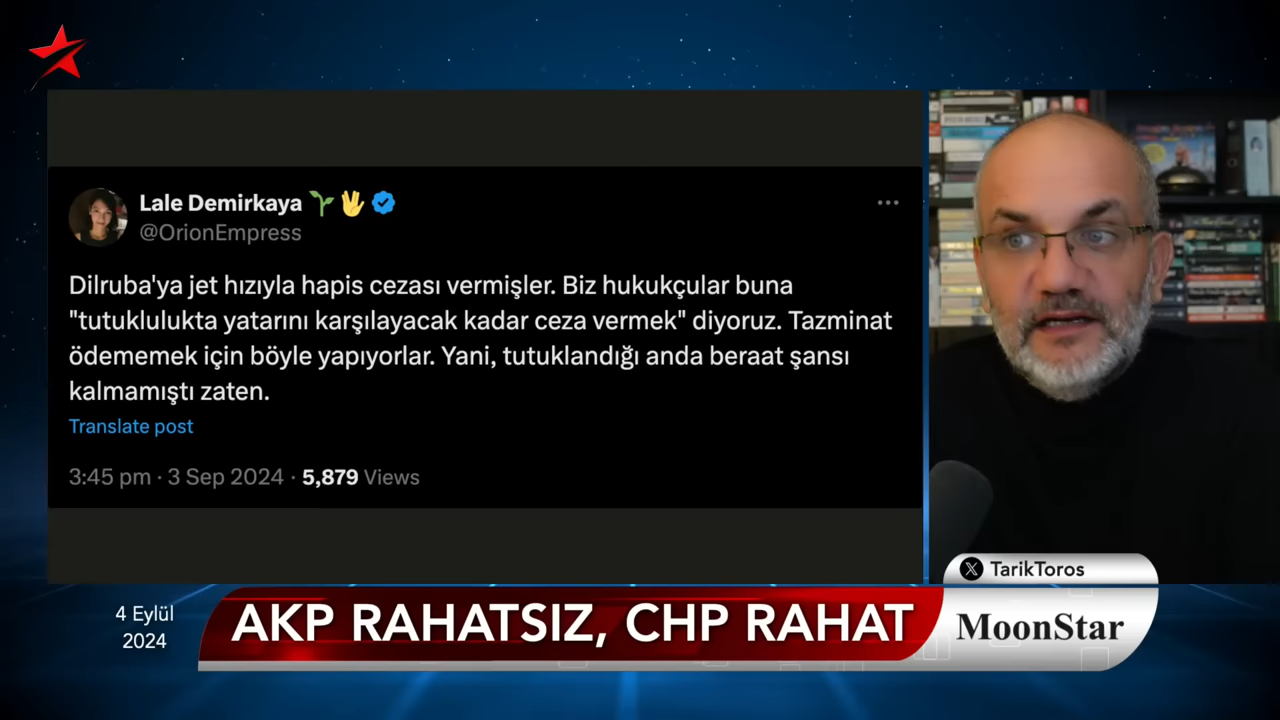 Lale Demirkaya 🌱🖖
@OrionEmpress
Dilruba'ya jet hızıyla hapis cezası vermişler. Biz hukukçular buna
"tutuklulukta yatarını karşılayacak kadar ceza vermek" diyoruz. Tazminat
ödememek için böyle yapıyorlar. Yani, tutuklandığı anda beraat şansı
kalmamıştı zaten.
Translate post
3:45 pm · 3 Sep 2024 · 5,879 Views
TarikToros
4 Eylül
2024
AKP RAHATSIZ, CHP RAHAT
MoonStar